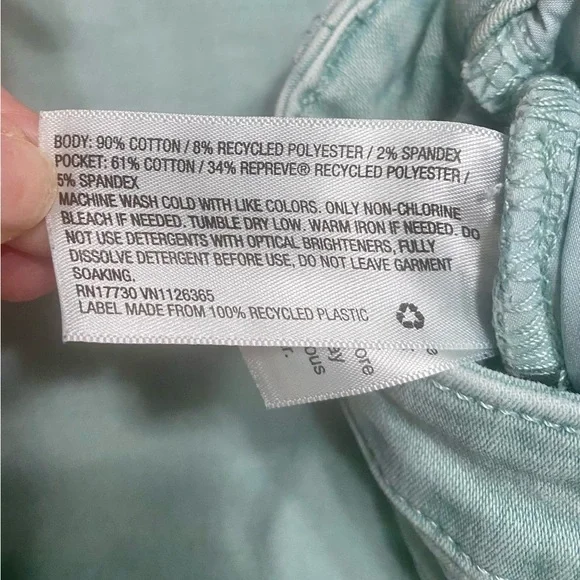 BODY: 90% COTTON / 8% RECYCLED POLYESTER / 2% SPANDEX
POCKET: 61% COTTON / 34% REPREVE® RECYCLED POLYESTER /
5% SPANDEX
MACHINE WASH COLD WITH LIKE COLORS. ONLY NON-CHLORINE
BLEACH IF NEEDED. TUMBLE DRY LOW. WARM IRON IF NEEDED. DO
NOT USE DETERGENTS WITH OPTICAL BRIGHTENERS, FULLY
DISSOLVE DETERGENT BEFORE USE, DO NOT LEAVE GARMENT
SOAKING.
RN17730 VN1126365
LABEL MADE FROM 100% RECYCLED PLASTIC